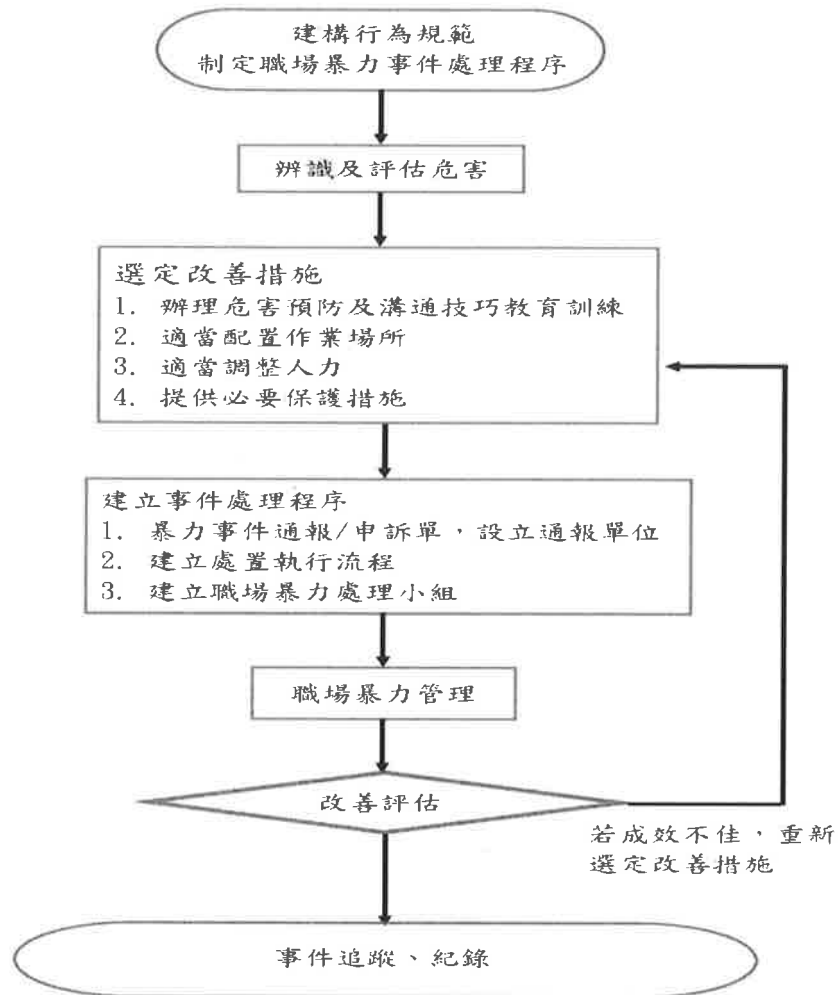 建構行為規範
制定職場暴力事件處理程序
辨識及評估危害
選定改善措施
1. 辦理危害預防及溝通技巧教育訓練
2. 適當配置作業場所
3. 適當調整人力
4. 提供必要保護措施
建立事件處理程序
1. 暴力事件通報/申訴單，設立通報單位
2. 建立處置執行流程
3. 建立職場暴力處理小組
職場暴力管理
改善評估
若成效不佳，重新
選定改善措施
事件追蹤、紀錄